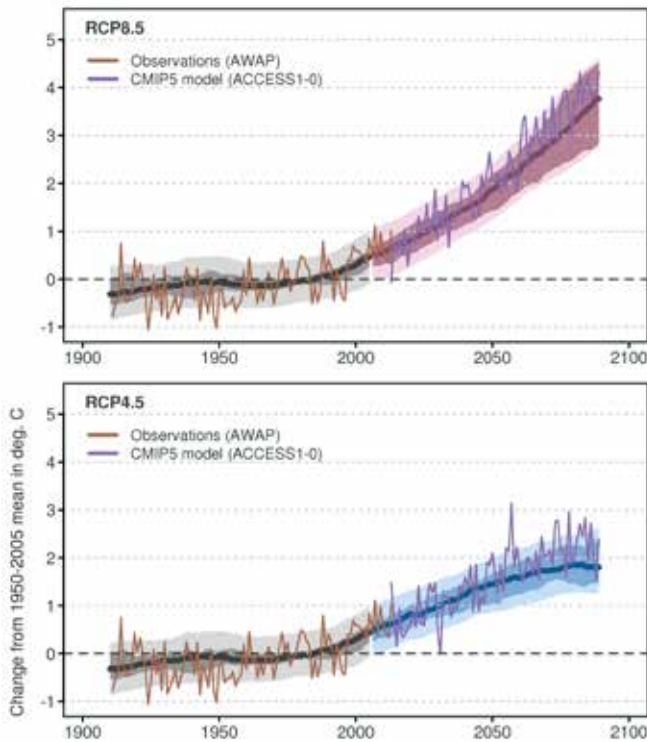 RCP8.5
Observations (AWAP)
CMIP5 model (ACCESS1-0)
5
4
3
2
1
0
-1
1900 1950 2000 2050 2100
RCP4.5
Observations (AWAP)
CMIP5 model (ACCESS1-0)
5
4
3
2
1
0
-1
1900 1950 2000 2050 2100
Change from 1950-2005 mean in deg. C